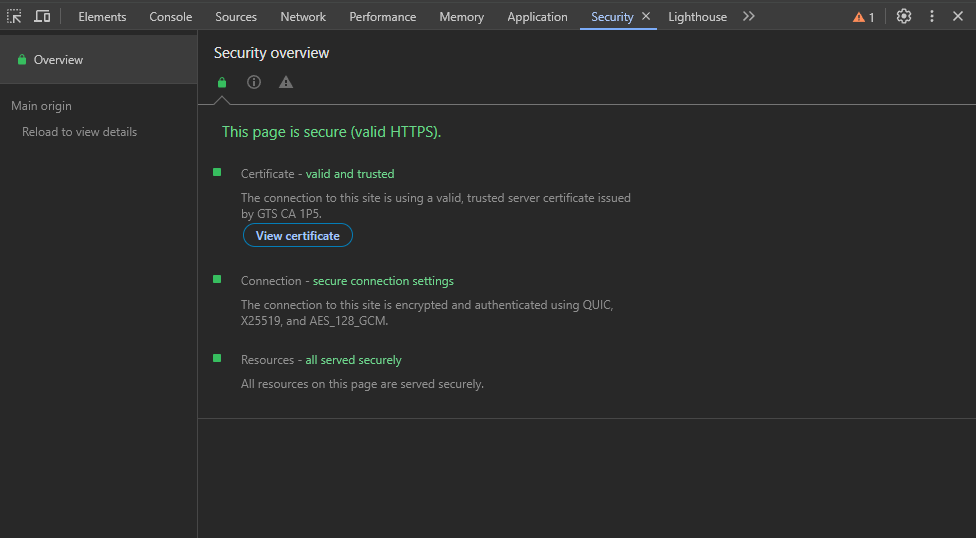 Elements Console Sources Network Performance Memory Application Security Lighthouse 1
Overview
Main origin
Reload to view details
Security overview
This page is secure (valid HTTPS).
Certificate - valid and trusted
The connection to this site is using a valid, trusted server certificate issued
by GTS CA 1P5.
View certificate
Connection - secure connection settings
The connection to this site is encrypted and authenticated using QUIC,
X25519, and AES_128_GCM.
Resources - all served securely
All resources on this page are served securely.